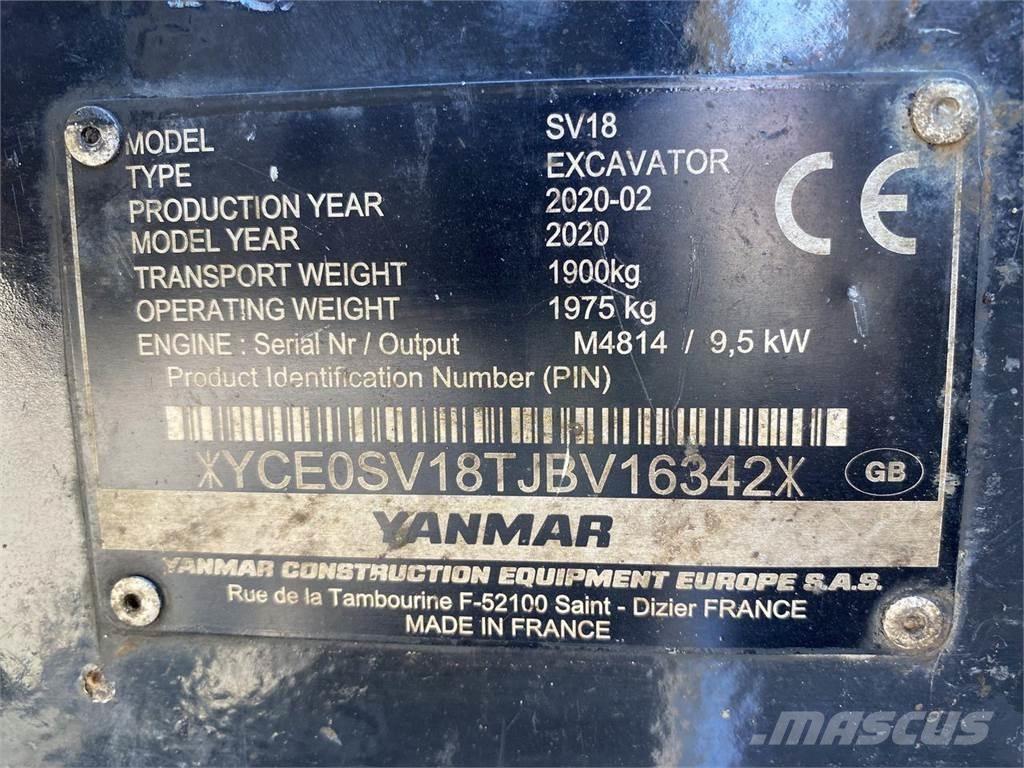 MODEL SV18
TYPE EXCAVATOR
PRODUCTION YEAR 2020-02
MODEL YEAR 2020
TRANSPORT WEIGHT 1900kg
OPERATING WEIGHT 1975 kg
ENGINE : Serial Nr / Output M4814 / 9,5 kW
Product Identification Number (PIN)
*YCE0SV18TJBV16342*
GB
CE
YANMAR
YANMAR CONSTRUCTION EQUIPMENT EUROPE S.A.S.
Rue de la Tambourine F-52100 Saint - Dizier FRANCE
MADE IN FRANCE
MASCUS